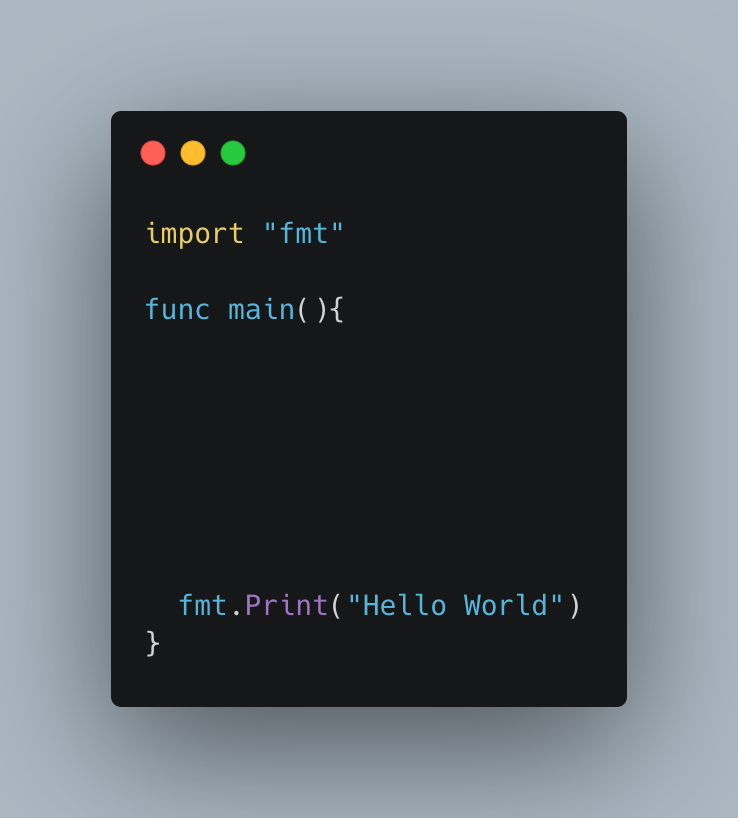 import "fmt"
func main(){
  fmt.Print("Hello World")
}